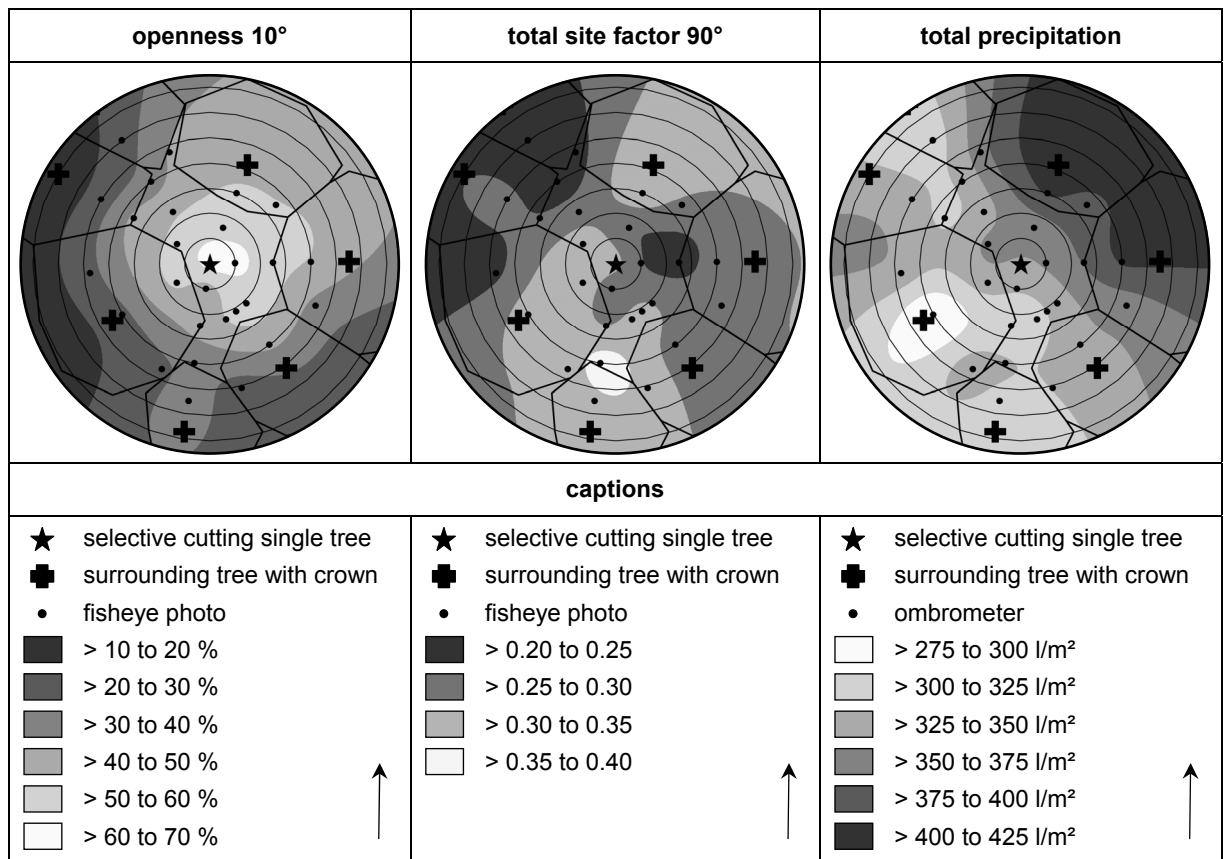 openness 10°
total site factor 90°
total precipitation
captions
selective cutting single tree
surrounding tree with crown
fisheye photo
> 10 to 20 %
> 20 to 30 %
> 30 to 40 %
> 40 to 50 %
> 50 to 60 %
> 60 to 70 %
selective cutting single tree
surrounding tree with crown
fisheye photo
> 0.20 to 0.25
> 0.25 to 0.30
> 0.30 to 0.35
> 0.35 to 0.40
selective cutting single tree
surrounding tree with crown
ombrometer
> 275 to 300 l/m²
> 300 to 325 l/m²
> 325 to 350 l/m²
> 350 to 375 l/m²
> 375 to 400 l/m²
> 400 to 425 l/m²